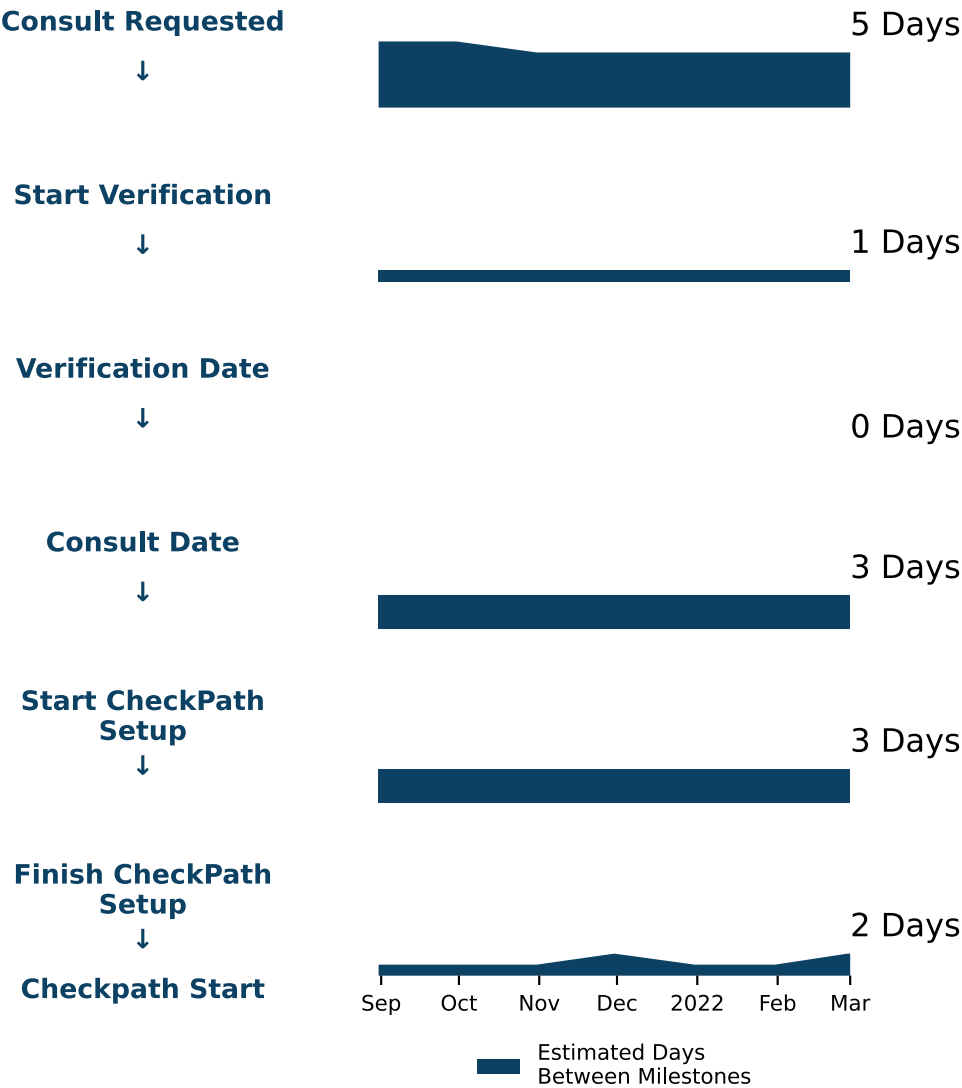 Consult Requested
↓
5 Days
Start Verification
↓
1 Days
Verification Date
↓
0 Days
Consult Date
↓
3 Days
Start CheckPath
Setup
↓
3 Days
Finish CheckPath
Setup
↓
2 Days
Checkpath Start
Sep Oct Nov Dec 2022 Feb Mar
Estimated Days
Between Milestones